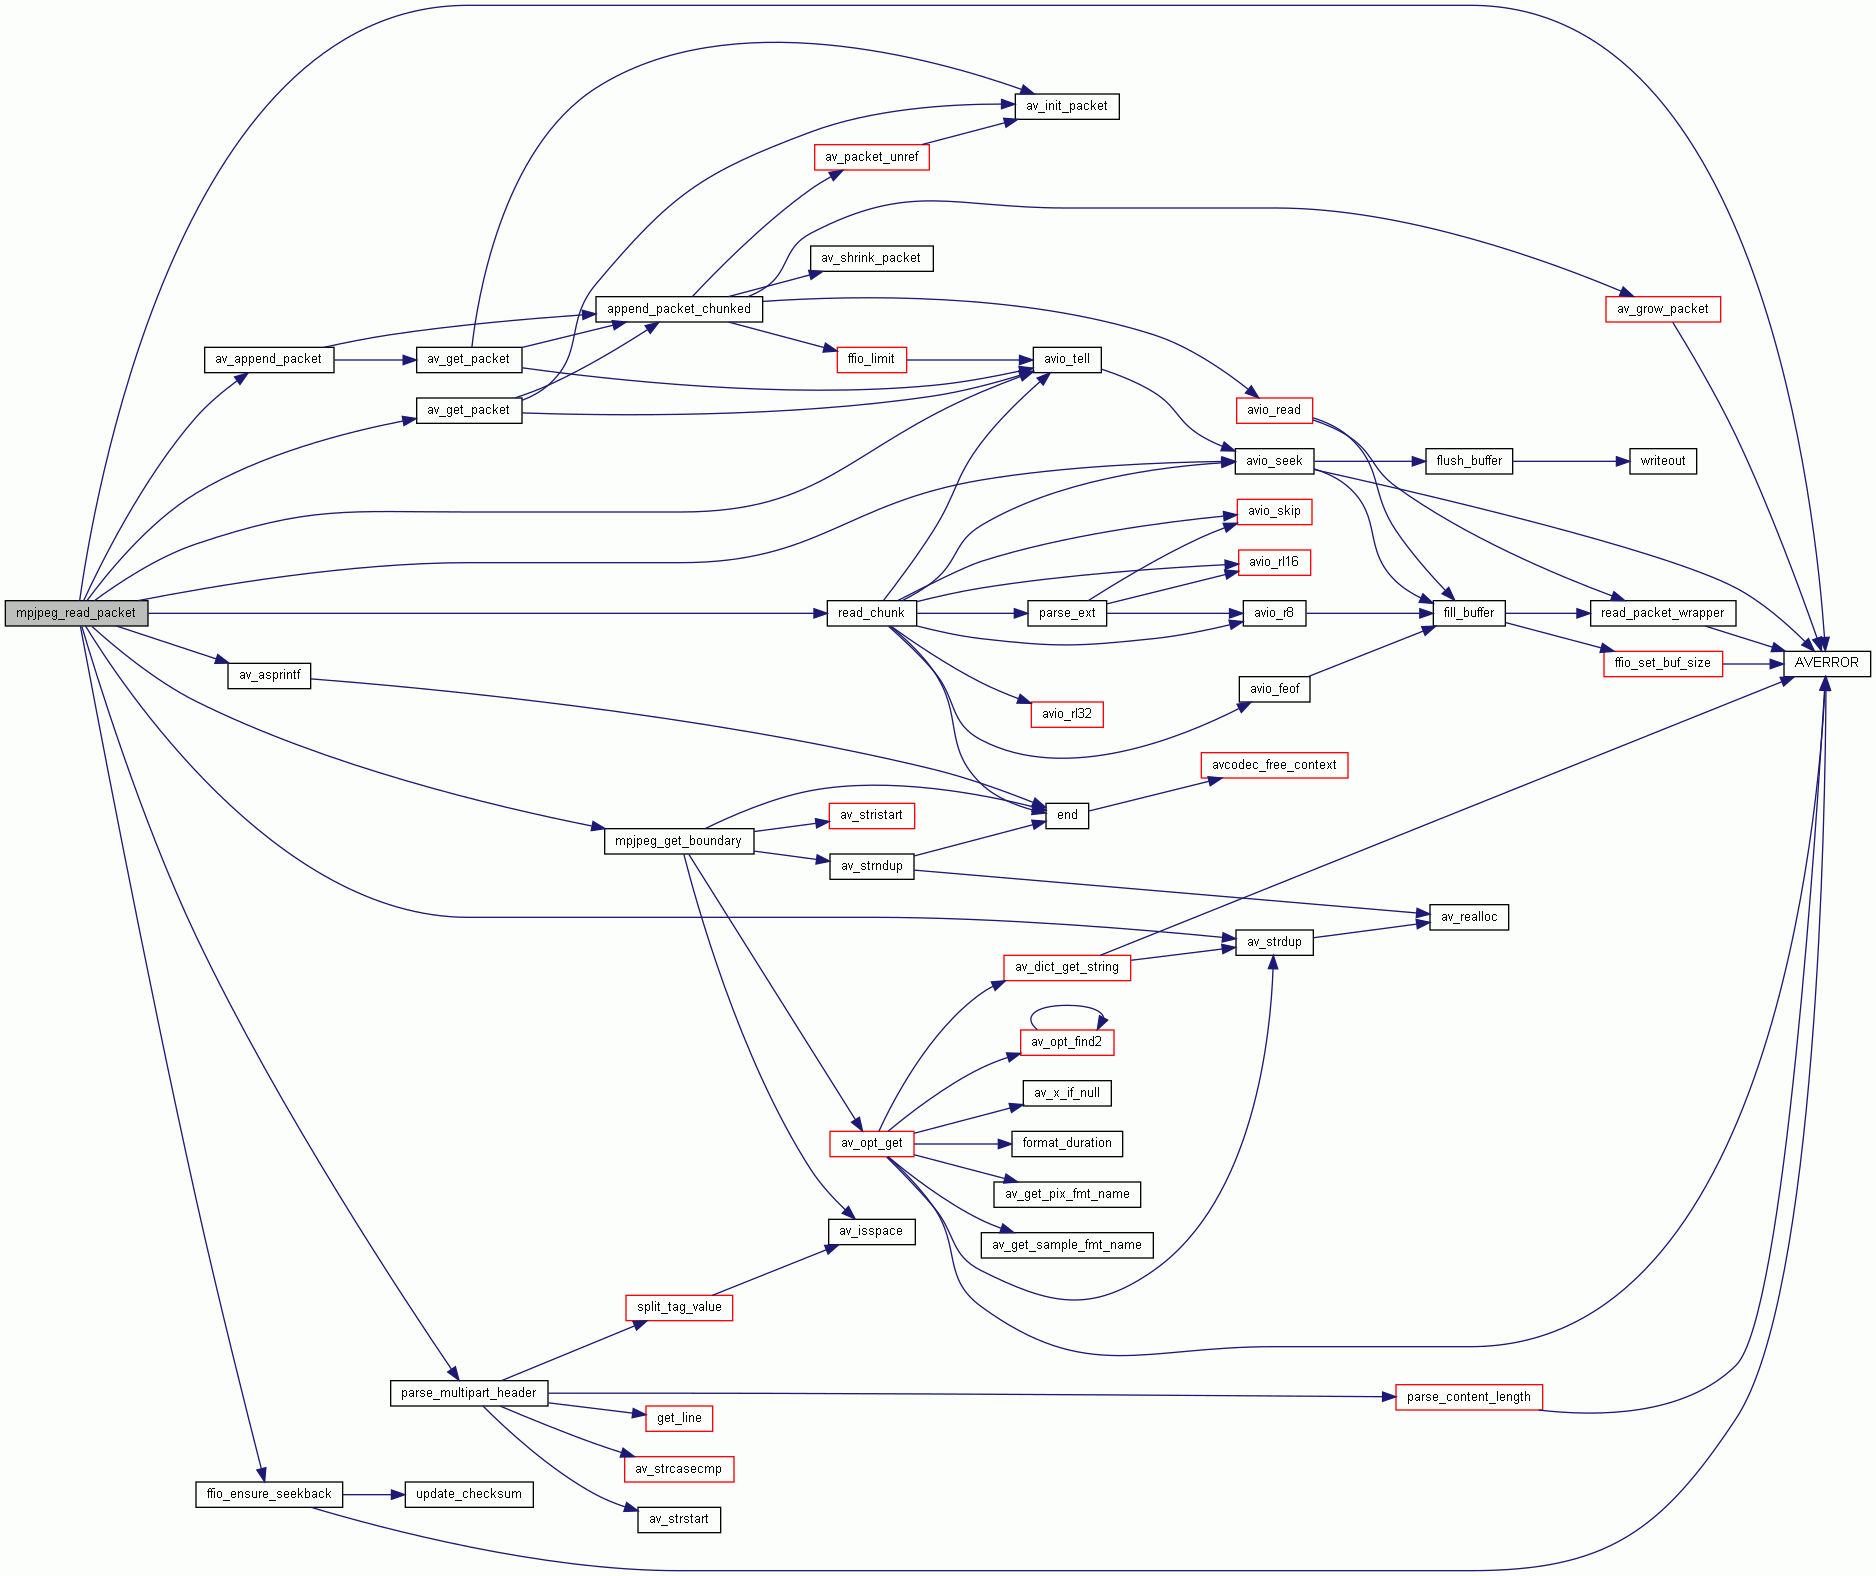 av_init_packet
av_packet_unref
av_shrink_packet
append_packet_chunked
av_grow_packet
av_append_packet
av_get_packet
ffio_limit
avio_tell
av_get_packet
avio_read
avio_seek
flush_buffer
writeout
avio_skip
avio_rl16
mpjpeg_read_packet
read_chunk
parse_ext
avio_r8
fill_buffer
read_packet_wrapper
av_asprintf
avio_feof
ffio_set_buf_size
AVERROR
avio_rl32
avcodec_free_context
av_stristart
end
mpjpeg_get_boundary
av_strndup
av_realloc
av_strdup
av_dict_get_string
av_opt_find2
av_x_if_null
av_opt_get
format_duration
av_get_pix_fmt_name
av_isspace
av_get_sample_fmt_name
split_tag_value
parse_multipart_header
parse_content_length
get_line
av_strcasecmp
ffio_ensure_seekback
update_checksum
av_strstart